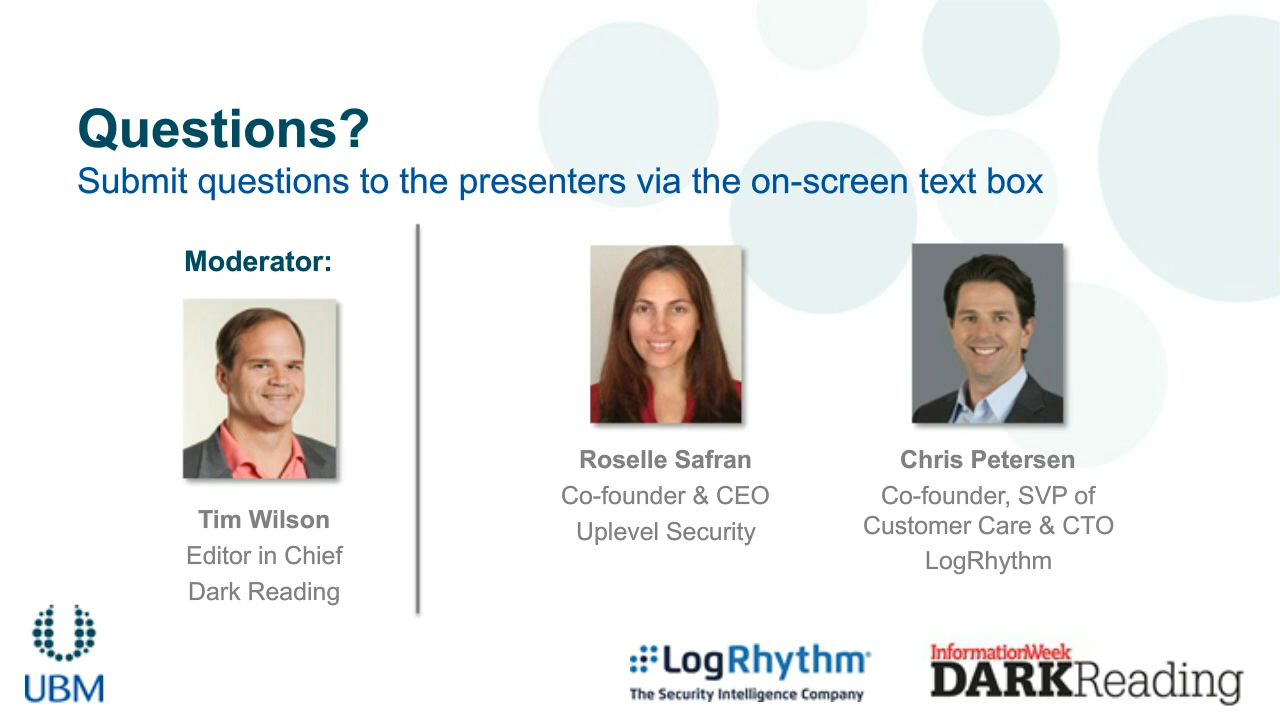 Questions?
Submit questions to the presenters via the on-screen text box
Moderator:
Tim Wilson
Editor in Chief
Dark Reading
Roselle Safran
Co-founder & CEO
Uplevel Security
Chris Petersen
Co-founder, SVP of
Customer Care & CTO
LogRhythm
UBM
LogRhythm®
The Security Intelligence Company
InformationWeek
DARKReading